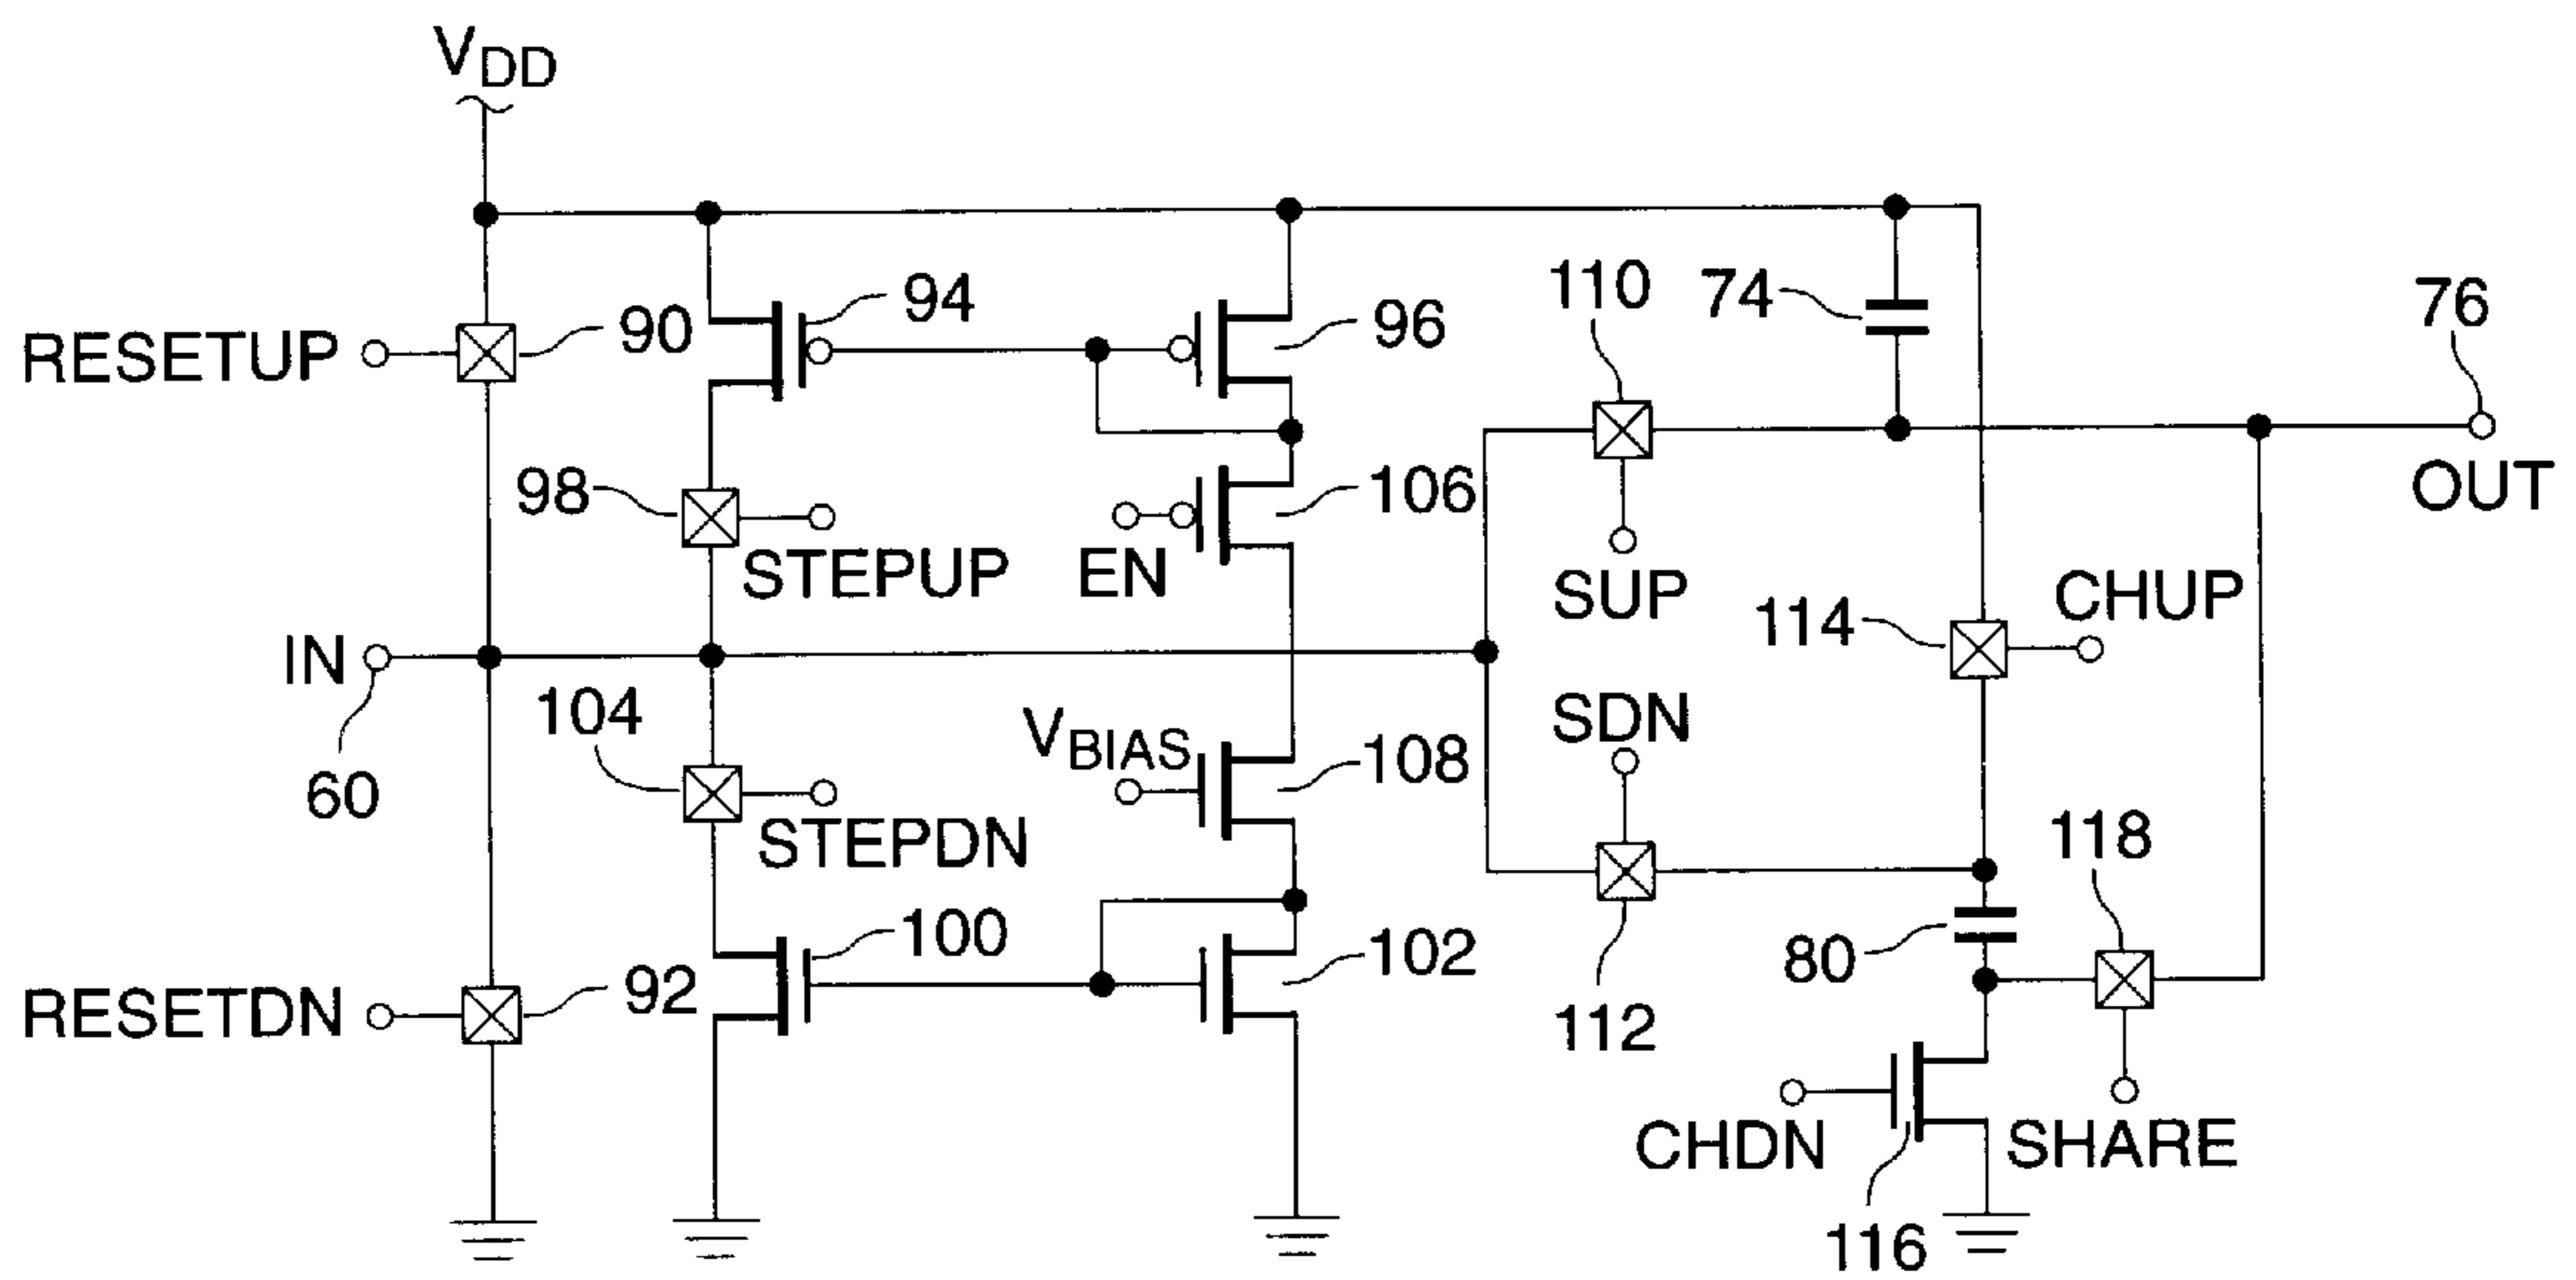 VDD
RESETUP
90
94
96
110
74
76
OUT
98
STEPUP
EN
106
SUP
114
CHUP
IN
60
104
STEPDN
VBIAS
108
SDN
112
118
80
RESETDN
92
100
102
CHDN
116
SHARE